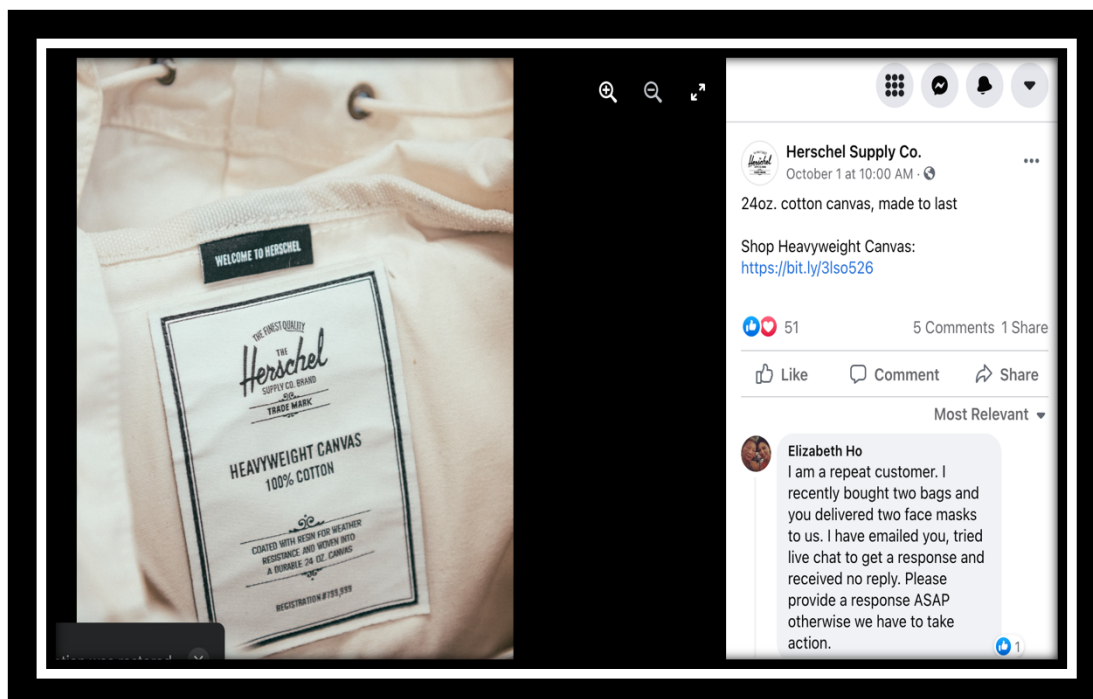 WELCOME TO HERSCHEL
THE FINEST QUALITY
THE
Herschel
SUPPLY CO. BRAND
TRADE MARK
HEAVYWEIGHT CANVAS
100% COTTON
COATED WITH RESIN FOR WEATHER
RESISTANCE AND WOVEN INTO
A DURABLE 24 OZ. CANVAS
REGISTRATION #799,999
Herschel Supply Co.
October 1 at 10:00 AM ·
24oz. cotton canvas, made to last
Shop Heavyweight Canvas:
https://bit.ly/3lso526
51
5 Comments 1 Share
Like Comment Share
Most Relevant
Elizabeth Ho
I am a repeat customer. I
recently bought two bags and
you delivered two face masks
to us. I have emailed you, tried
live chat to get a response and
received no reply. Please
provide a response ASAP
otherwise we have to take
action.
1